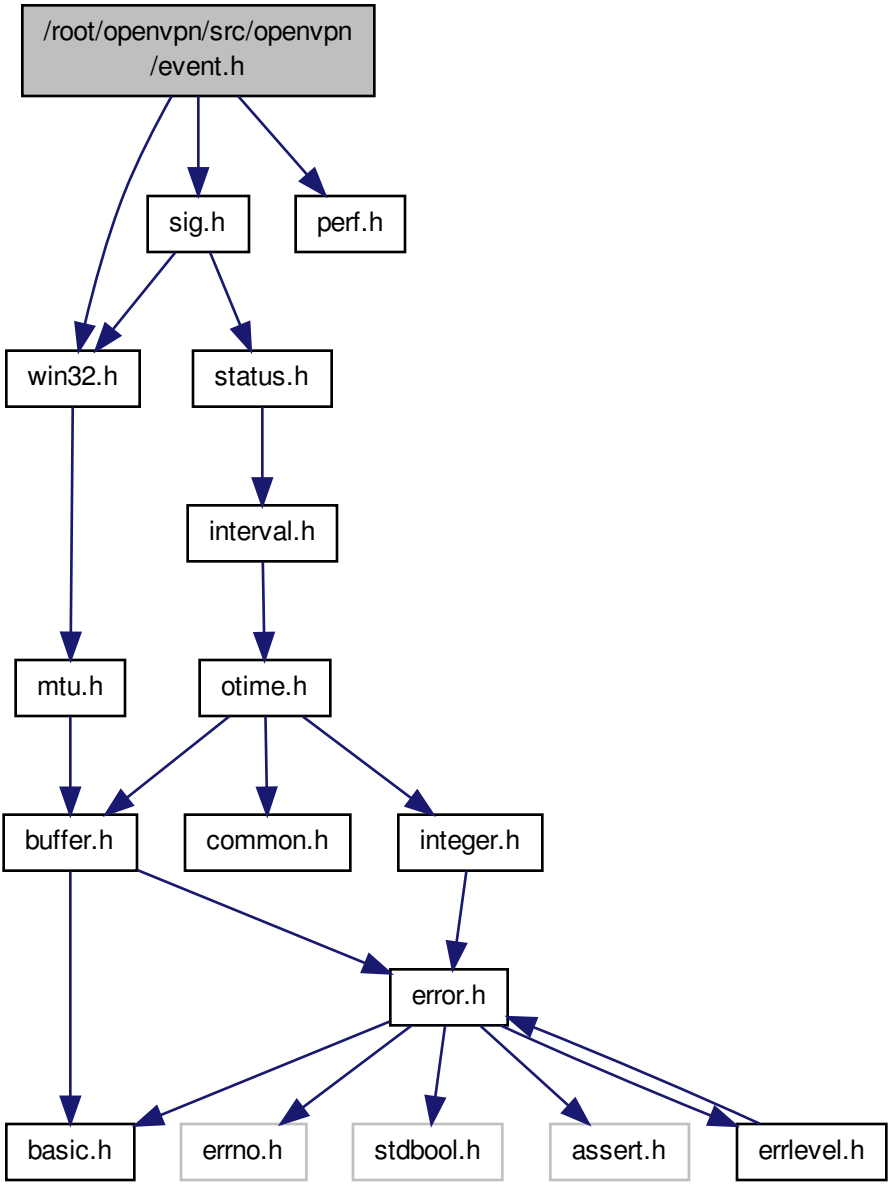 /root/openvpn/src/openvpn
/event.h
sig.h
perf.h
win32.h
status.h
interval.h
mtu.h
otime.h
buffer.h
common.h
integer.h
error.h
basic.h
errno.h
stdbool.h
assert.h
errlevel.h